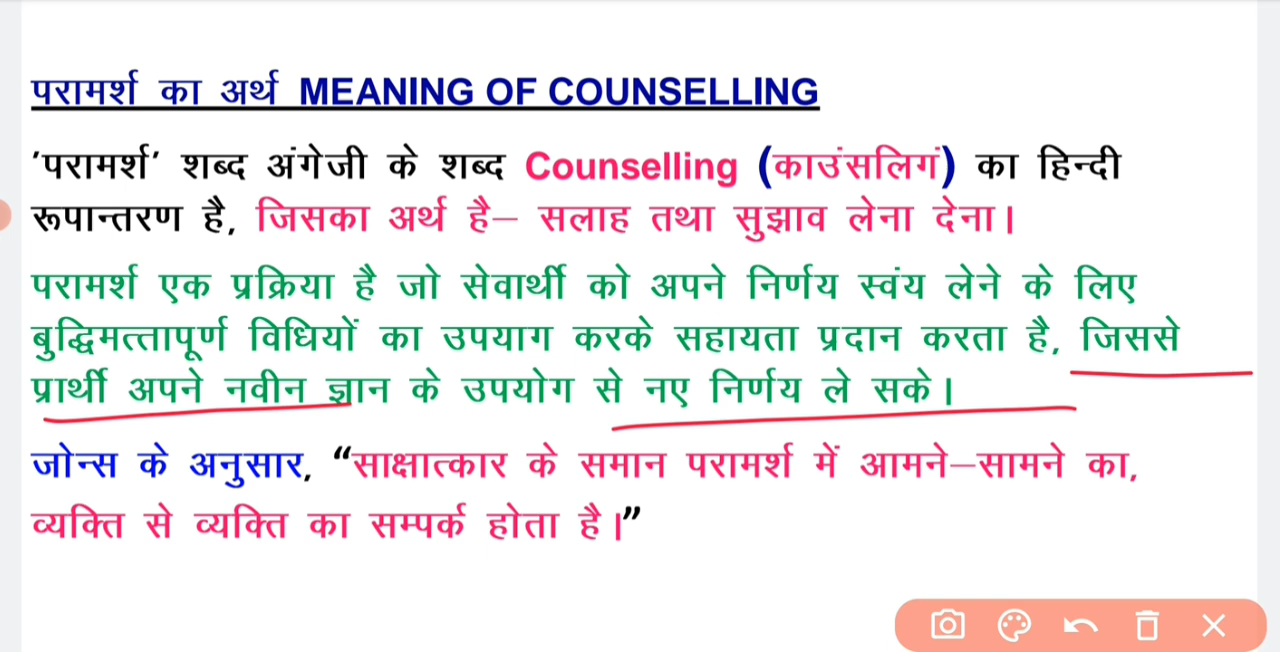 परामर्श का अर्थ MEANING OF COUNSELLING
‘परामर्श’ शब्द अंगेजी के शब्द Counselling (काउंसलिगं) का हिन्दी
रूपान्तरण है, जिसका अर्थ है– सलाह तथा सुझाव लेना देना।
परामर्श एक प्रक्रिया है जो सेवार्थी को अपने निर्णय स्वंय लेने के लिए
बुद्धिमत्तापूर्ण विधियों का उपयाग करके सहायता प्रदान करता है, जिससे
प्रार्थी अपने नवीन ज्ञान के उपयोग से नए निर्णय ले सके।
जोन्स के अनुसार, “साक्षात्कार के समान परामर्श में आमने–सामने का,
व्यक्ति से व्यक्ति का सम्पर्क होता है।”